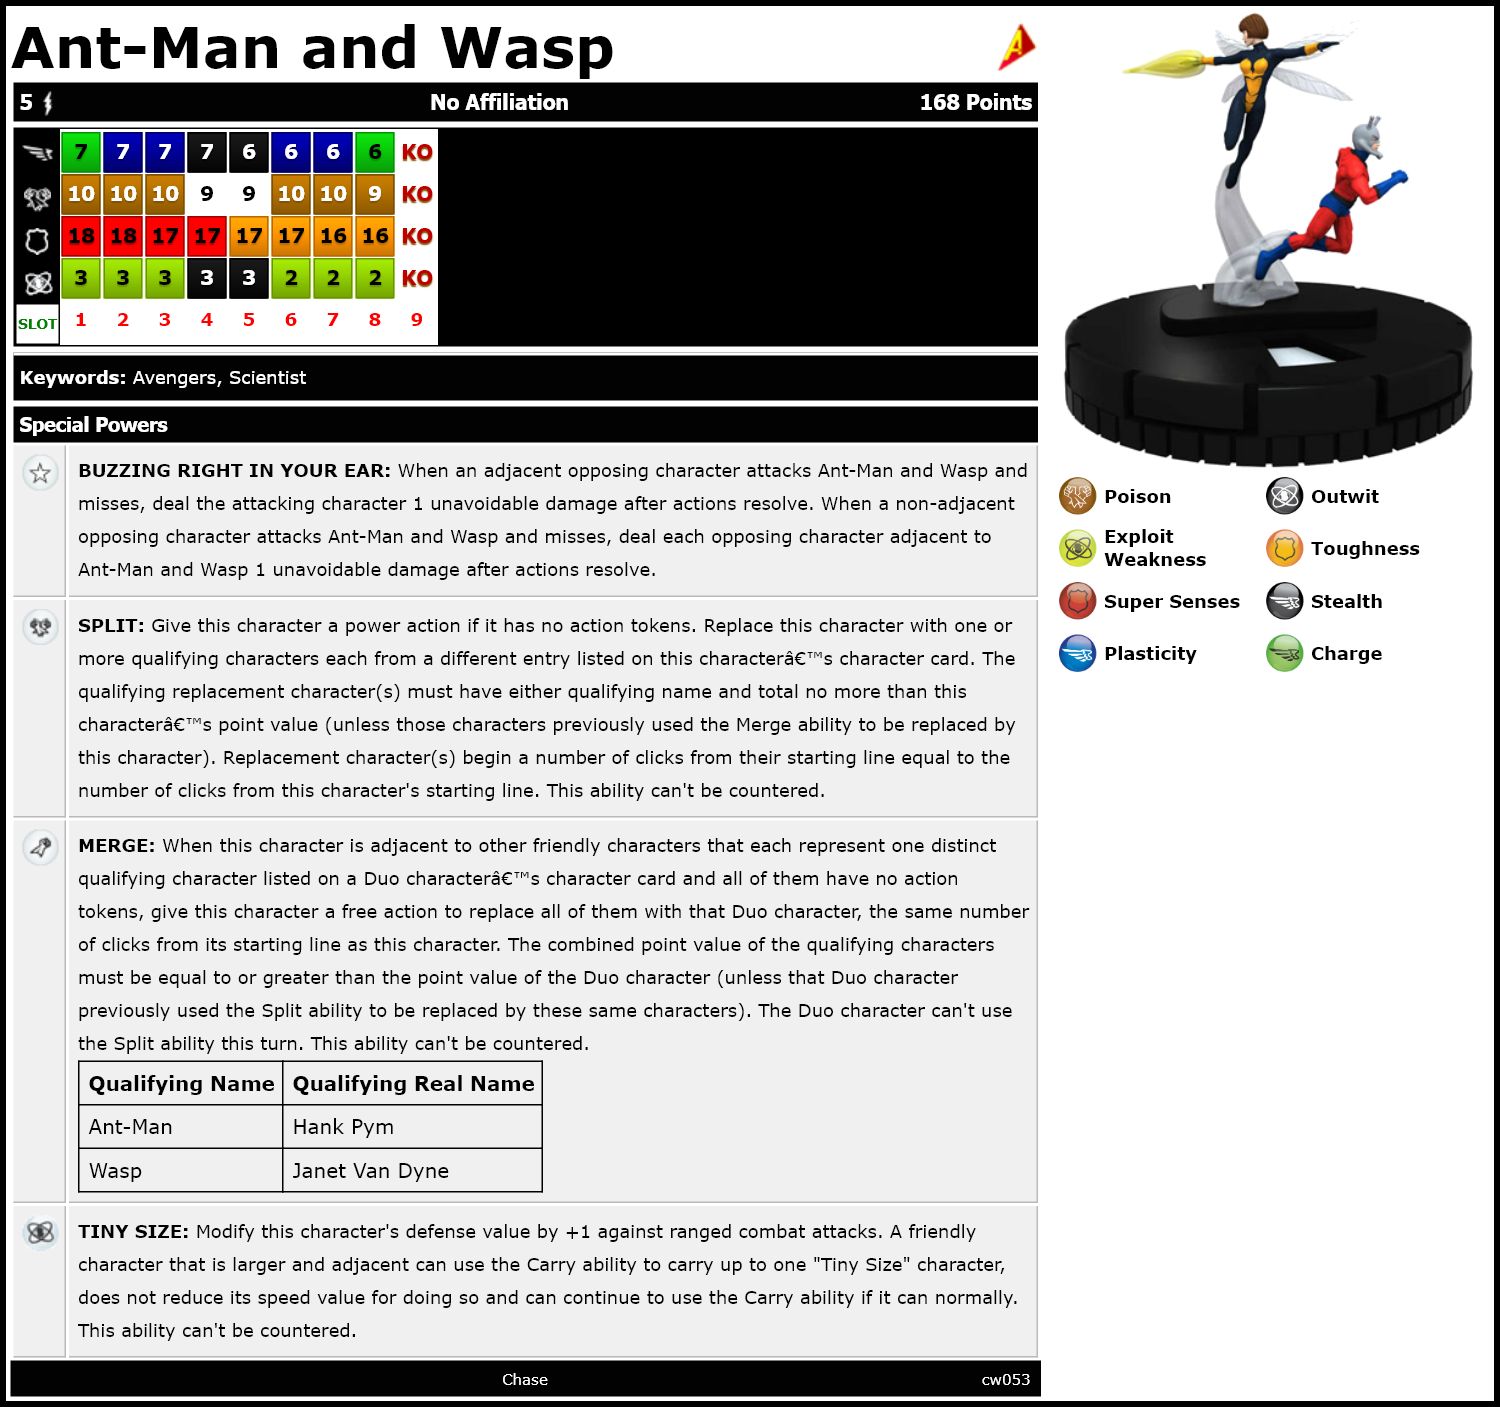 Ant-Man and Wasp
A
5 No Affiliation 168 Points
7 7 7 7 6 6 6 6 KO
10 10 10 9 9 10 10 9 KO
18 18 17 17 17 17 16 16 KO
3 3 3 3 3 2 2 2 KO
SLOT 1 2 3 4 5 6 7 8 9
Keywords: Avengers, Scientist
Special Powers
BUZZING RIGHT IN YOUR EAR: When an adjacent opposing character attacks Ant-Man and Wasp and
misses, deal the attacking character 1 unavoidable damage after actions resolve. When a non-adjacent
opposing character attacks Ant-Man and Wasp and misses, deal each opposing character adjacent to
Ant-Man and Wasp 1 unavoidable damage after actions resolve.
SPLIT: Give this character a power action if it has no action tokens. Replace this character with one or
more qualifying characters each from a different entry listed on this characterâ€™s character card. The
qualifying replacement character(s) must have either qualifying name and total no more than this
characterâ€™s point value (unless those characters previously used the Merge ability to be replaced by
this character). Replacement character(s) begin a number of clicks from their starting line equal to the
number of clicks from this character's starting line. This ability can't be countered.
MERGE: When this character is adjacent to other friendly characters that each represent one distinct
qualifying character listed on a Duo characterâ€™s character card and all of them have no action
tokens, give this character a free action to replace all of them with that Duo character, the same number
of clicks from its starting line as this character. The combined point value of the qualifying characters
must be equal to or greater than the point value of the Duo character (unless that Duo character
previously used the Split ability to be replaced by these same characters). The Duo character can't use
the Split ability this turn. This ability can't be countered.
Qualifying Name Qualifying Real Name
Ant-Man Hank Pym
Wasp Janet Van Dyne
TINY SIZE: Modify this character's defense value by +1 against ranged combat attacks. A friendly
character that is larger and adjacent can use the Carry ability to carry up to one "Tiny Size" character,
does not reduce its speed value for doing so and can continue to use the Carry ability if it can normally.
This ability can't be countered.
Chase cw053
Poison Outwit
Exploit
Weakness Toughness
Super Senses Stealth
Plasticity Charge